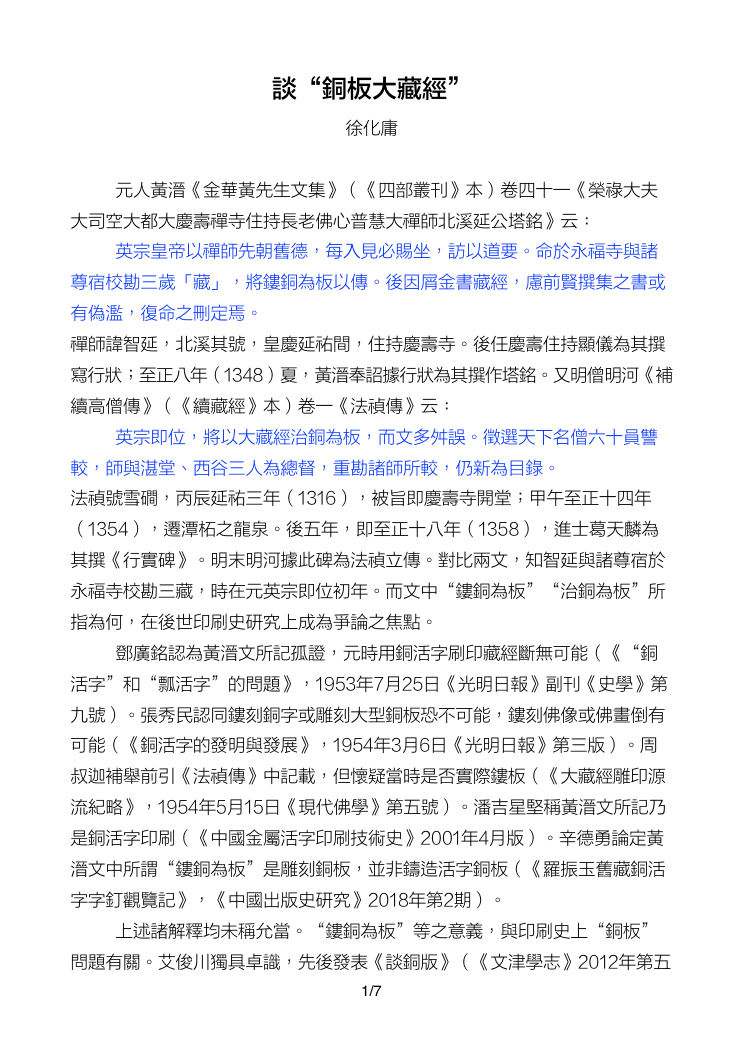 談“銅板大藏經”
徐化庸
元人黃溍《金華黃先生文集》（《四部叢刊》本）卷四十一《榮祿大夫
大司空大都大慶壽禪寺住持長老佛心普慧大禪師北溪延公塔銘》云：
英宗皇帝以禪師先朝舊德，每入見必賜坐，訪以道要。命於永福寺與諸
尊宿校勘三歲「藏」，將鏤銅為板以傳。後因屑金書藏經，慮前賢撰集之書或
有偽濫，復命之刪定焉。
禪師諱智延，北溪其號，皇慶延祐間，住持慶壽寺。後任慶壽住持顯儀為其撰
寫行狀；至正八年（1348）夏，黃溍奉詔據行狀為其撰作塔銘。又明僧明河《補
續高僧傳》（《續藏經》本）卷一《法禎傳》云：
英宗即位，將以大藏經治銅為板，而文多舛誤。徵選天下名僧六十員讐
較，師與湛堂、西谷三人為總督，重勘諸師所較，仍新為目錄。
法禎號雪磵，丙辰延祐三年（1316），被旨即慶壽寺開堂；甲午至正十四年
（1354），遷潭柘之龍泉。後五年，即至正十八年（1358），進士葛天麟為
其撰《行實碑》。明末明河據此碑為法禎立傳。對比兩文，知智延與諸尊宿於
永福寺校勘三藏，時在元英宗即位初年。而文中“鏤銅為板”“治銅為板”所
指為何，在後世印刷史研究上成為爭論之焦點。
鄧廣銘認為黃溍文所記孤證，元時用銅活字刷印藏經斷無可能（《“銅
活字”和“瓢活字”的問題》，1953年7月25日《光明日報》副刊《史學》第
九號）。張秀民認同鏤刻銅字或雕刻大型銅板恐不可能，鏤刻佛像或佛畫倒有
可能（《銅活字的發明與發展》，1954年3月6日《光明日報》第三版）。周
叔迦補舉前引《法禎傳》中記載，但懷疑當時是否實際鏤板（《大藏經雕印源
流紀略》，1954年5月15日《現代佛學》第五號）。潘吉星堅稱黃溍文所記乃
是銅活字印刷（《中國金屬活字印刷技術史》2001年4月版）。辛德勇論定黃
溍文中所謂“鏤銅為板”是雕刻銅板，並非鑄造活字銅板（《羅振玉舊藏銅活
字字釘觀覽記》，《中國出版史研究》2018年第2期）。
上述諸解釋均未稱允當。“鏤銅為板”等之意義，與印刷史上“銅板”
問題有關。艾俊川獨具卓識，先後發表《談銅版》（《文津學志》2012年第五
1/7